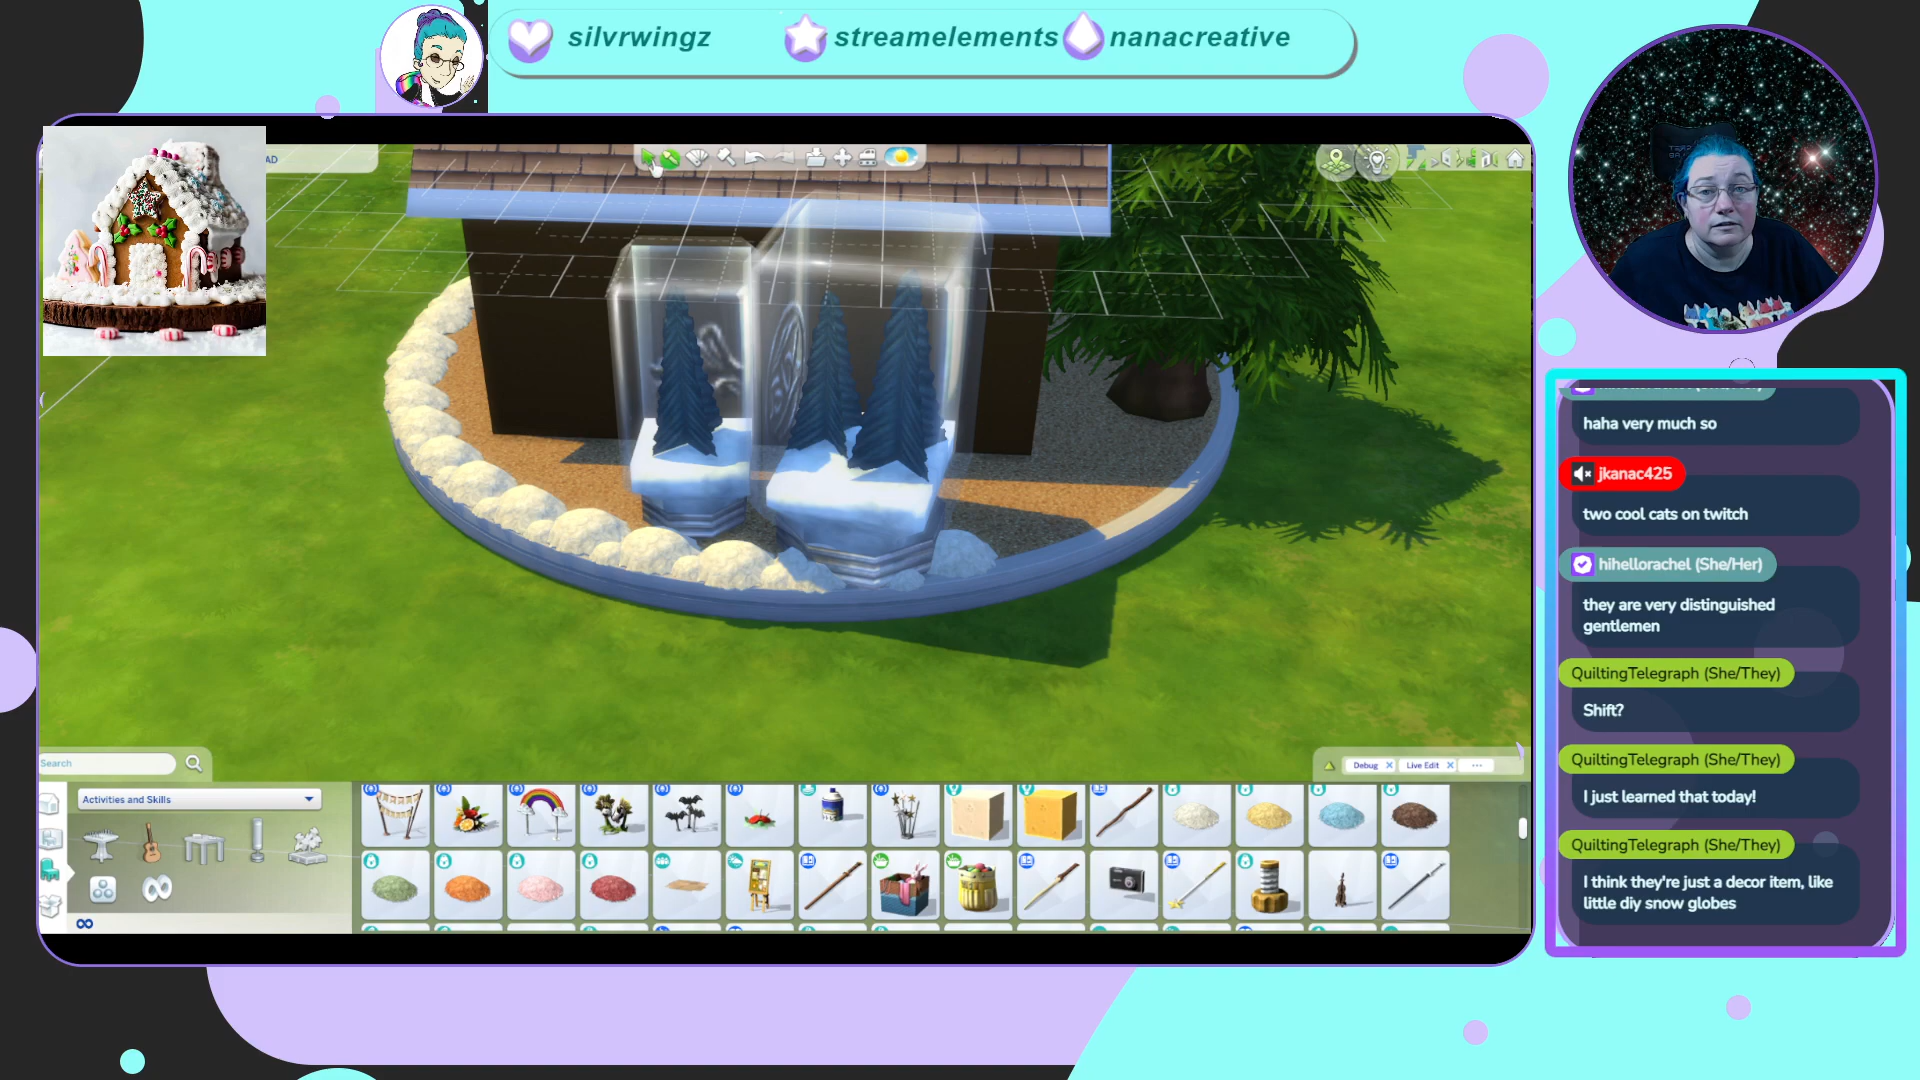 silvrwingz
streamelements
nanacreative
AD
Search
Activities and Skills
Debug
Live Edit
haha very much so
jkanac425
two cool cats on twitch
hihellorachel (She/Her)
they are very distinguished
gentlemen
QuiltingTelegraph (She/They)
Shift?
QuiltingTelegraph (She/They)
I just learned that today!
QuiltingTelegraph (She/They)
I think they're just a decor item, like
little diy snow globes